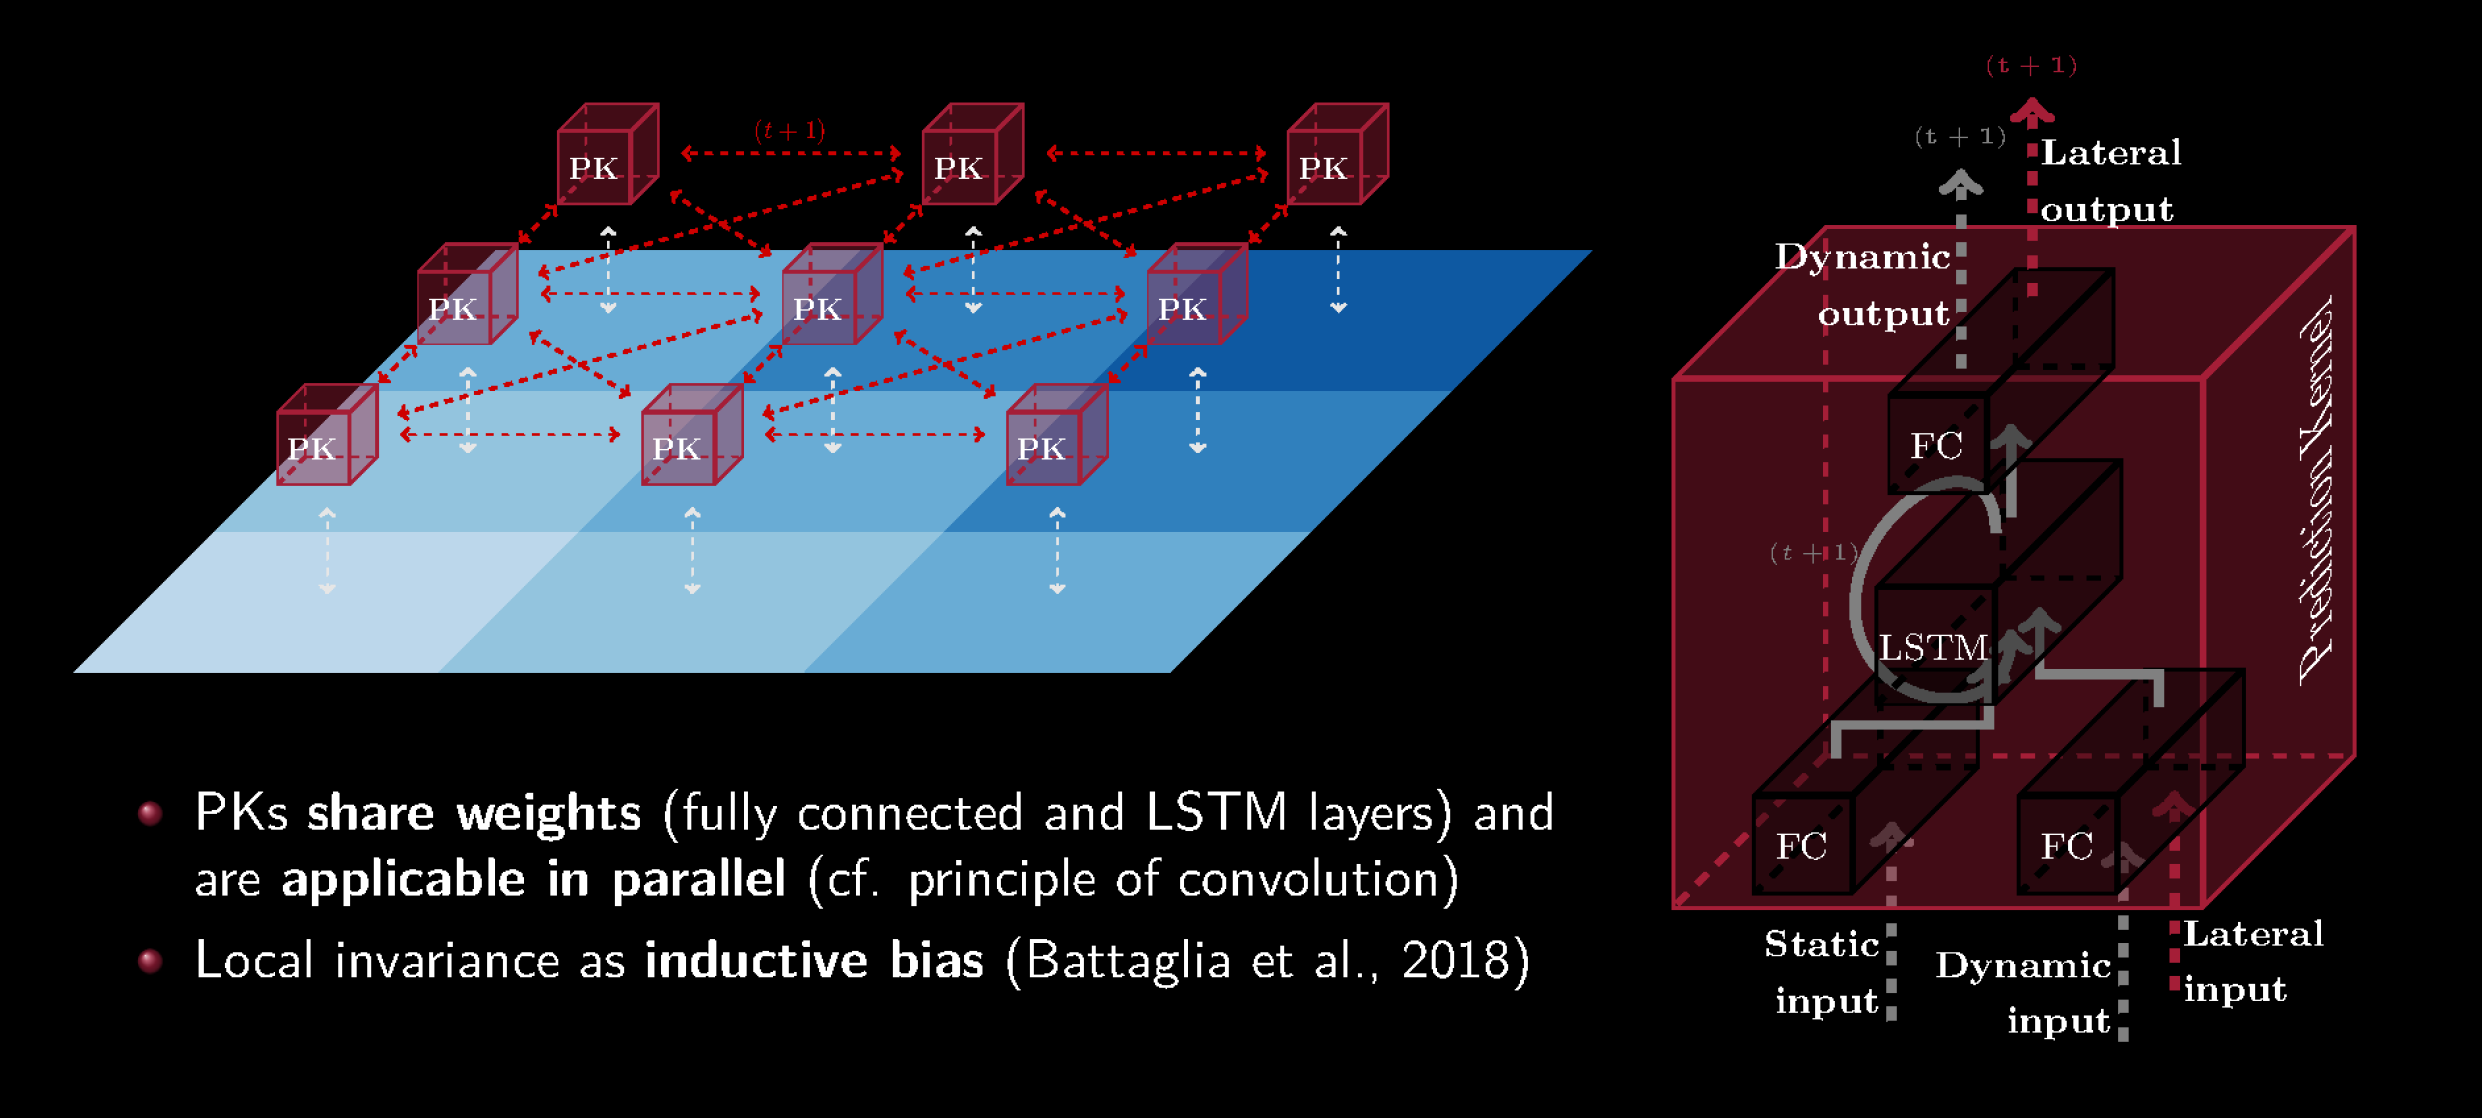 (t + 1)
PK
PK
PK
PK
PK
PK
PK
PK
PK
PKs share weights (fully connected and LSTM layers) and
are applicable in parallel (cf. principle of convolution)
Local invariance as inductive bias (Battaglia et al., 2018)
(t + 1)
(t + 1)
Lateral
output
Dynamic
output
Prediction Kernel
FC
(t + 1)
LSTM
FC
FC
Static
input
Dynamic
input
Lateral
input